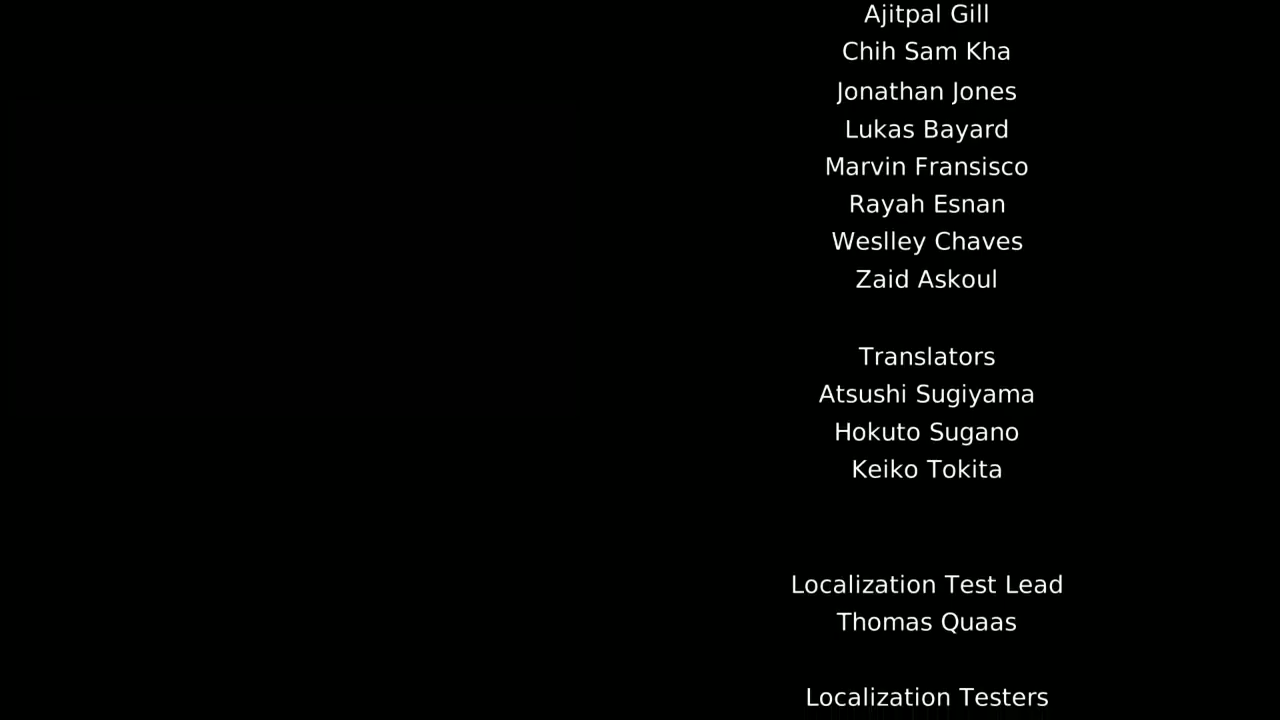 Ajitpal Gill
Chih Sam Kha
Jonathan Jones
Lukas Bayard
Marvin Fransisco
Rayah Esnan
Weslley Chaves
Zaid Askoul
Translators
Atsushi Sugiyama
Hokuto Sugano
Keiko Tokita
Localization Test Lead
Thomas Quaas
Localization Testers